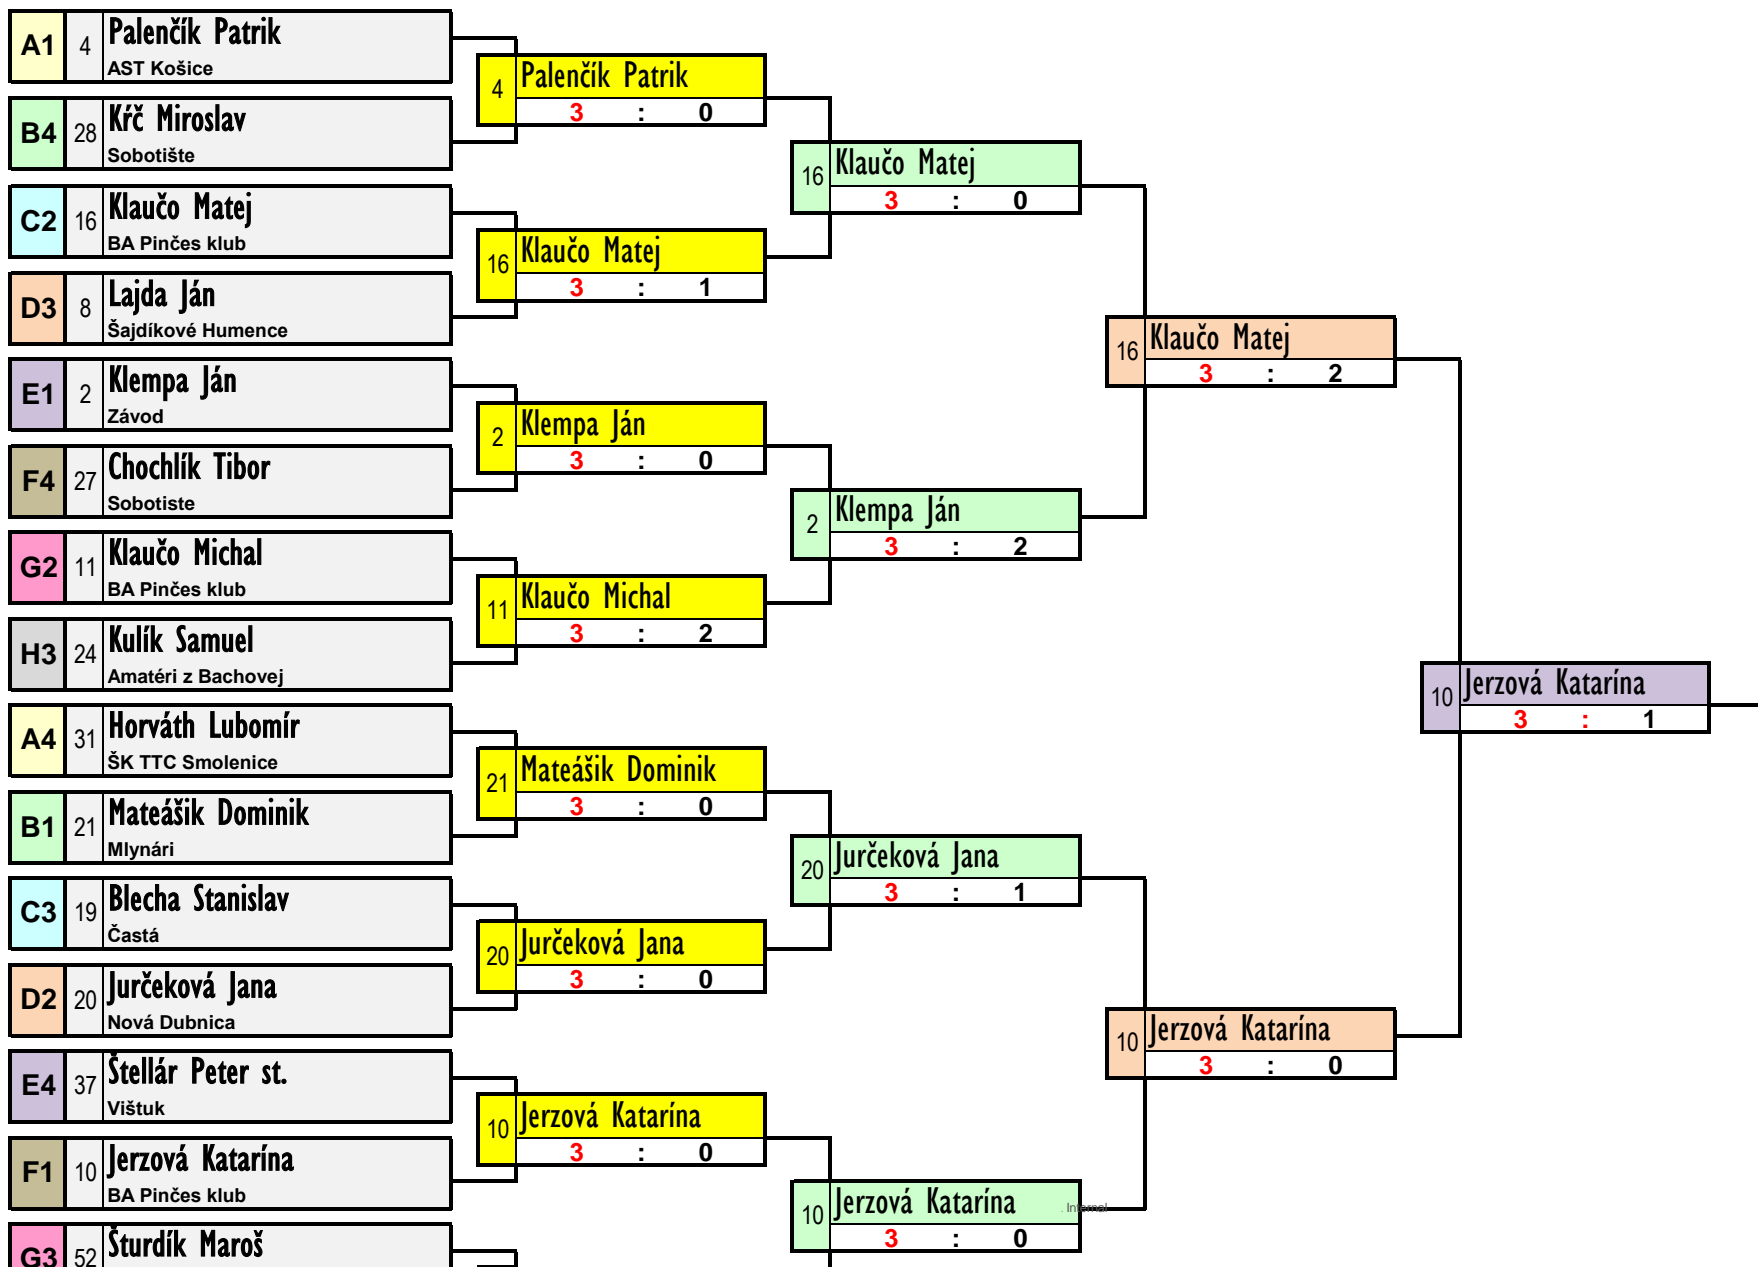 A1 4 Palenčík Patrik
AST Košice
4 Palenčík Patrik
3 : 0
B4 28 Kŕč Miroslav
Sobotište
16 Klaučo Matej
3 : 0
C2 16 Klaučo Matej
BA Pinčes klub
16 Klaučo Matej
3 : 1
D3 8 Lajda Ján
Šajdíkové Humence
16 Klaučo Matej
3 : 2
E1 2 Klempa Ján
Závod
2 Klempa Ján
3 : 0
F4 27 Chochlík Tibor
Sobotiste
2 Klempa Ján
3 : 2
G2 11 Klaučo Michal
BA Pinčes klub
11 Klaučo Michal
3 : 2
H3 24 Kulík Samuel
Amatéri z Bachovej
10 Jerzová Katarína
3 : 1
A4 31 Horváth Lubomír
ŠK TTC Smolenice
21 Mateášik Dominik
3 : 0
B1 21 Mateášik Dominik
Mlynári
20 Jurčeková Jana
3 : 1
C3 19 Blecha Stanislav
Častá
20 Jurčeková Jana
3 : 0
D2 20 Jurčeková Jana
Nová Dubnica
10 Jerzová Katarína
3 : 0
E4 37 Štellár Peter st.
Vištuk
10 Jerzová Katarína
3 : 0
F1 10 Jerzová Katarína
BA Pinčes klub
10 Jerzová Katarína
3 : 0
Internal
G3 52 Šturdík Maroš